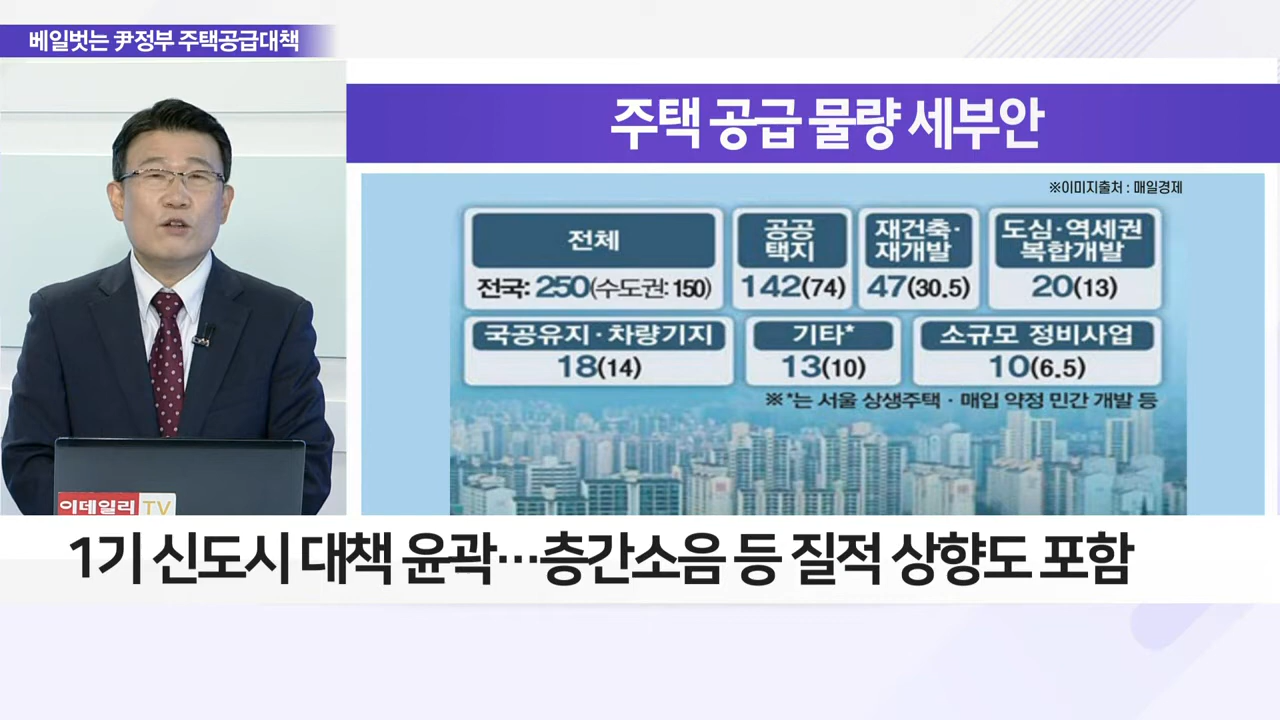 베일벗는 尹정부 주택공급대책
주택 공급 물량 세부안
※이미지출처 : 매일경제
전체
전국: 250(수도권: 150)
공공
택지
142(74)
재건축·
재개발
47(30.5)
도심·역세권
복합개발
20(13)
국공유지·차량기지
18(14)
기타*
13(10)
소규모 정비사업
10(6.5)
※ *는 서울 상생주택·매입 약정 민간 개발 등
이데일리TV
1기 신도시 대책 윤곽…층간소음 등 질적 상향도 포함